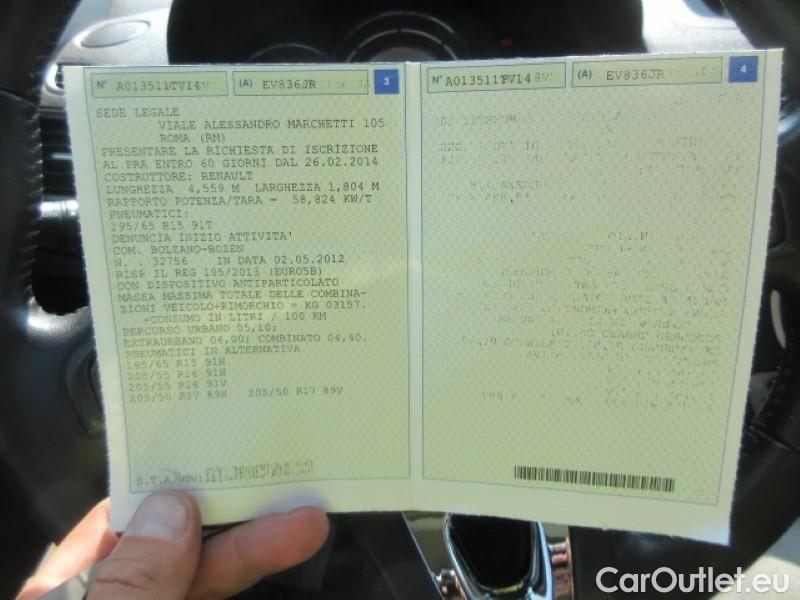 N° A013511TV14 (A) EV836JR 3
SEDE LEGALE
VIALE ALESSANDRO MARCHETTI 105
ROMA (RM)
PRESENTARE LA RICHIESTA DI ISCRIZIONE
AL PRA ENTRO 60 GIORNI DAL 26.02.2014
COSTRUTTORE: RENAULT
LUNGHEZZA 4,559 M LARGHEZZA 1,804 M
RAPPORTO POTENZA/TARA = 58,824 KW/T
PNEUMATICI:
195/65 R15 91T
DENUNCIA INIZIO ATTIVITA'
COM. BOLZANO-BOZEN
N. - 32756 IN DATA 02.05.2012
RISP IL REG 195/2013 (EURO5B)
CON DISPOSITIVO ANTIPARTICOLATO
MASSA MASSIMA TOTALE DELLE COMBINA-
ZIONI VEICOLO+RIMORCHIO = KG 03157.
-CONSUMO IN LITRI / 100 KM
PERCORSO URBANO 05,10;
EXTRAURBANO 04,00; COMBINATO 04,40.
PNEUMATICI IN ALTERNATIVA
195/65 R15 91H
205/55 R16 91H
205/55 R16 91V
205/50 R17 89H 205/50 R17 89V
N° A013511 (A) EV836JR 4
CarOutlet.eu